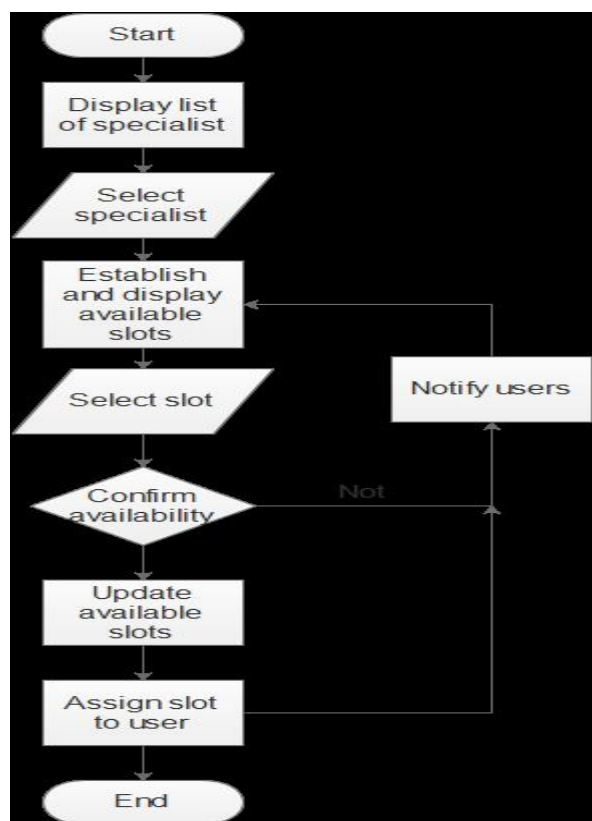 Start
Display list
of specialist
Select
specialist
Establish
and display
available
slots
Notify users
Select slot
Confirm
availability
Not
Update
available
slots
Assign slot
to user
End